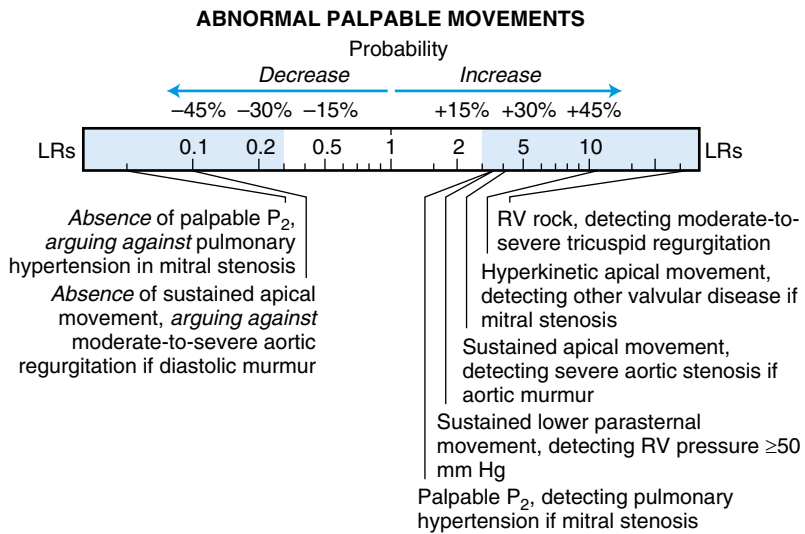 ABNORMAL PALPABLE MOVEMENTS
Probability
Decrease Increase
–45% –30% –15% +15% +30% +45%
LRs 0.1 0.2 0.5 1 2 5 10 LRs
Absence of palpable P₂,
arguing against pulmonary
hypertension in mitral stenosis
Absence of sustained apical
movement, arguing against
moderate-to-severe aortic
regurgitation if diastolic murmur
RV rock, detecting moderate-to-
severe tricuspid regurgitation
Hyperkinetic apical movement,
detecting other valvular disease if
mitral stenosis
Sustained apical movement,
detecting severe aortic stenosis if
aortic murmur
Sustained lower parasternal
movement, detecting RV pressure ≥50
mm Hg
Palpable P₂, detecting pulmonary
hypertension if mitral stenosis